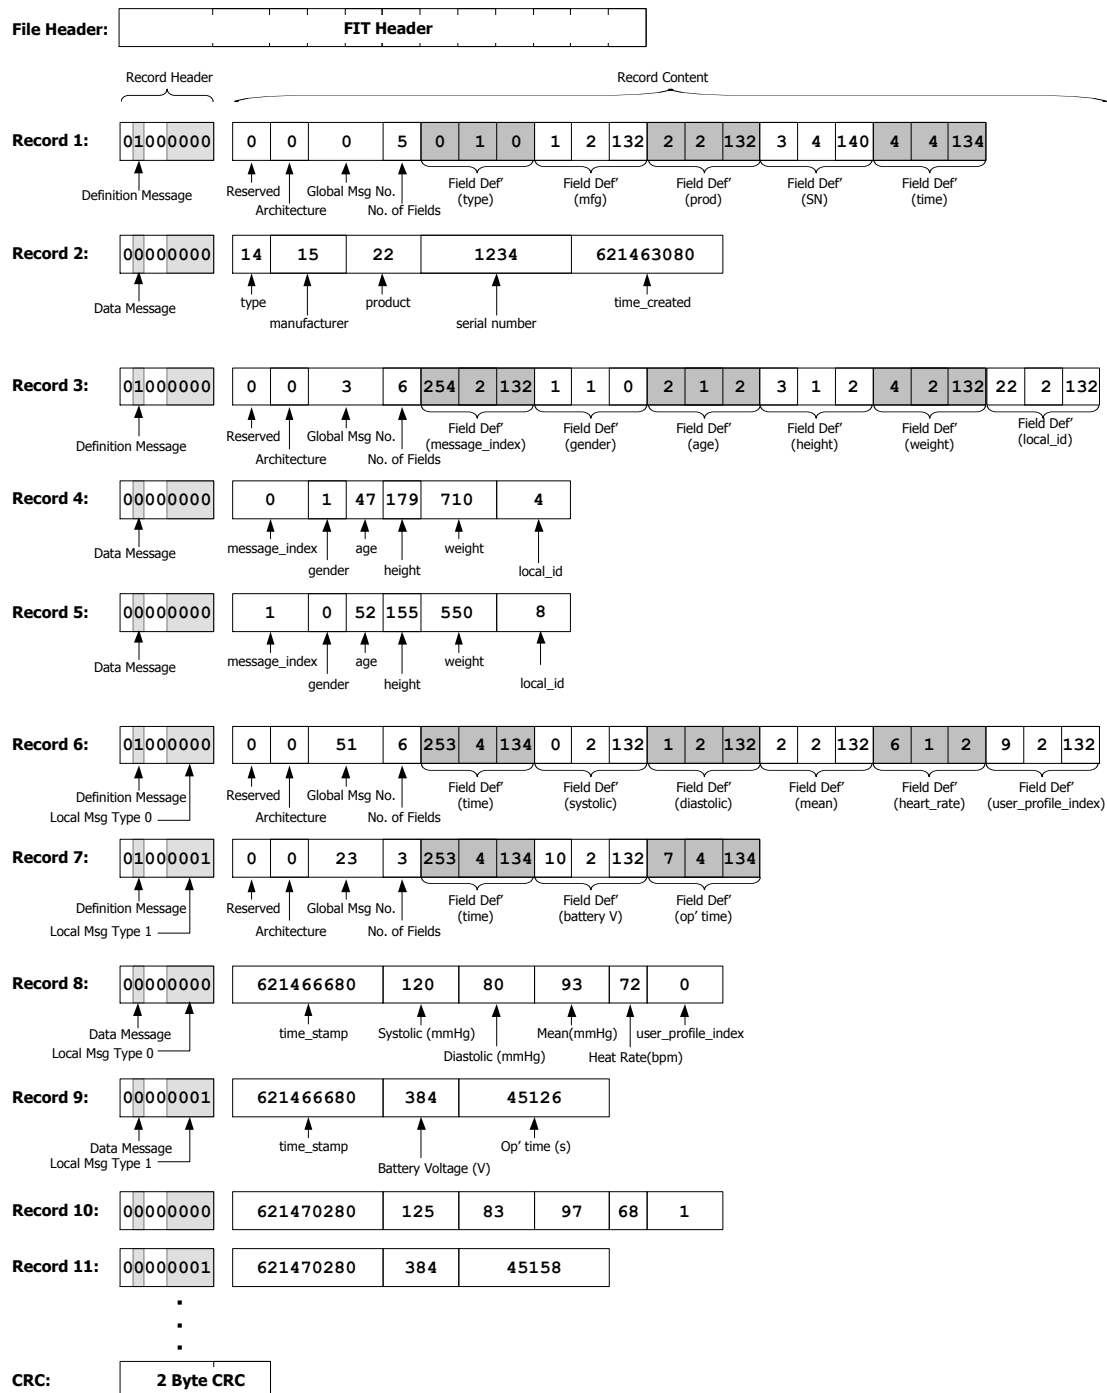 File Header: FIT Header
Record Header Record Content
Record 1: 01000000 0 0 0 5 0 1 0 1 2 132 2 2 132 3 4 140 4 4 134
Definition Message Reserved Architecture Global Msg No. No. of Fields Field Def' (type) Field Def' (mfg) Field Def' (prod) Field Def' (SN) Field Def' (time)
Record 2: 00000000 14 15 22 1234 621463080
Data Message type manufacturer product serial number time_created
Record 3: 01000000 0 0 3 6 254 2 132 1 1 0 2 1 2 3 1 2 4 2 132 22 2 132
Definition Message Reserved Architecture Global Msg No. No. of Fields Field Def' (message_index) Field Def' (gender) Field Def' (age) Field Def' (height) Field Def' (weight) Field Def' (local_id)
Record 4: 00000000 0 1 47 179 710 4
Data Message message_index gender age height weight local_id
Record 5: 00000000 1 0 52 155 550 8
Data Message message_index gender age height weight local_id
Record 6: 01000000 0 0 51 6 253 4 134 0 2 132 1 2 132 2 2 132 6 1 2 9 2 132
Definition Message Local Msg Type 0 Reserved Architecture Global Msg No. No. of Fields Field Def' (time) Field Def' (systolic) Field Def' (diastolic) Field Def' (mean) Field Def' (heart_rate) Field Def' (user_profile_index)
Record 7: 01000001 0 0 23 3 253 4 134 10 2 132 7 4 134
Definition Message Local Msg Type 1 Reserved Architecture Global Msg No. No. of Fields Field Def' (time) Field Def' (battery V) Field Def' (op' time)
Record 8: 00000000 621466680 120 80 93 72 0
Data Message Local Msg Type 0 time_stamp Systolic (mmHg) Diastolic (mmHg) Mean(mmHg) Heat Rate(bpm) user_profile_index
Record 9: 00000001 621466680 384 45126
Data Message Local Msg Type 1 time_stamp Battery Voltage (V) Op' time (s)
Record 10: 00000000 621470280 125 83 97 68 1
Record 11: 00000001 621470280 384 45158
CRC: 2 Byte CRC